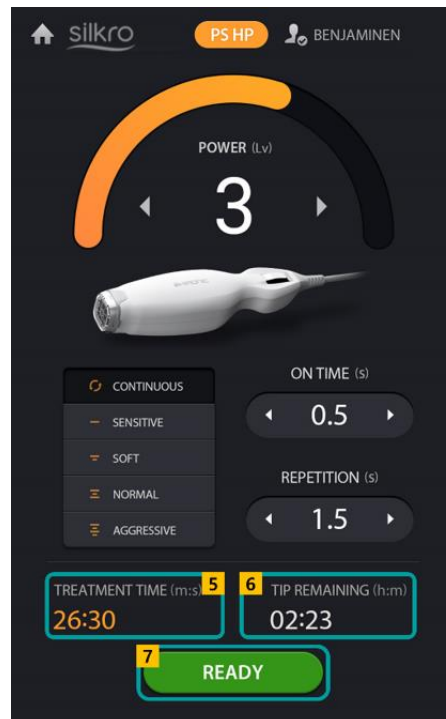 silkro
PS HP
BENJAMINEN
POWER (Lv)
3
CONTINUOUS
SENSITIVE
SOFT
NORMAL
AGGRESSIVE
ON TIME (s)
0.5
REPETITION (s)
1.5
TREATMENT TIME (m:s) 5
26:30
6 TIP REMAINING (h:m)
02:23
7
READY